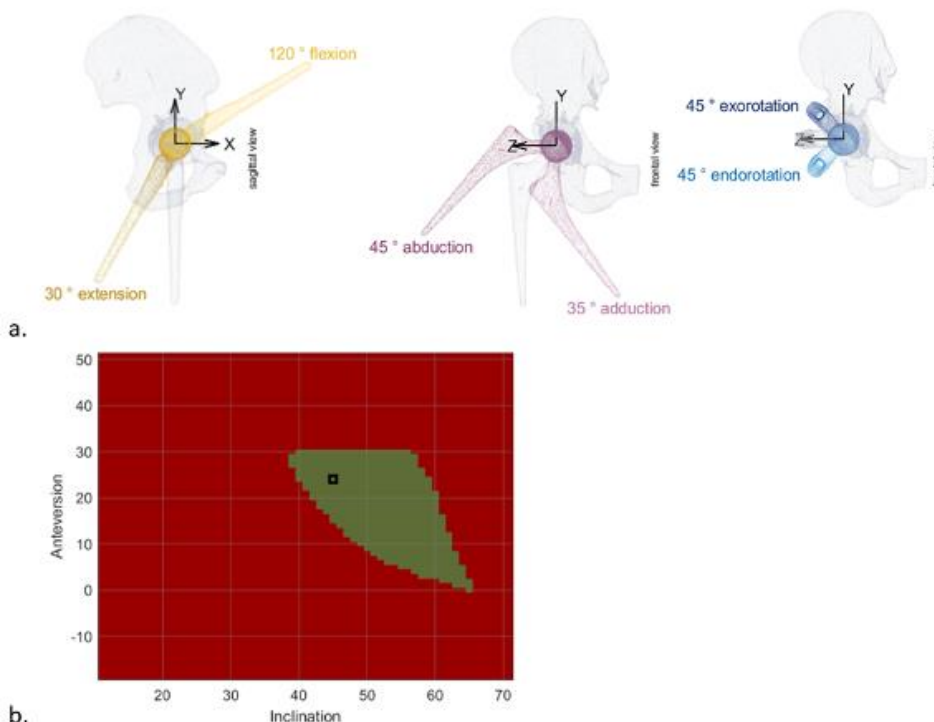 120 ° flexion
Y
X
sagittal view
30 ° extension
Y
Z
frontal view
45 ° abduction
35 ° adduction
Y
45 ° exorotation
Z
45 ° endorotation
a.
50
40
30
20
10
0
-10
Anteversion
20 30 40 50 60 70
Inclination
b.